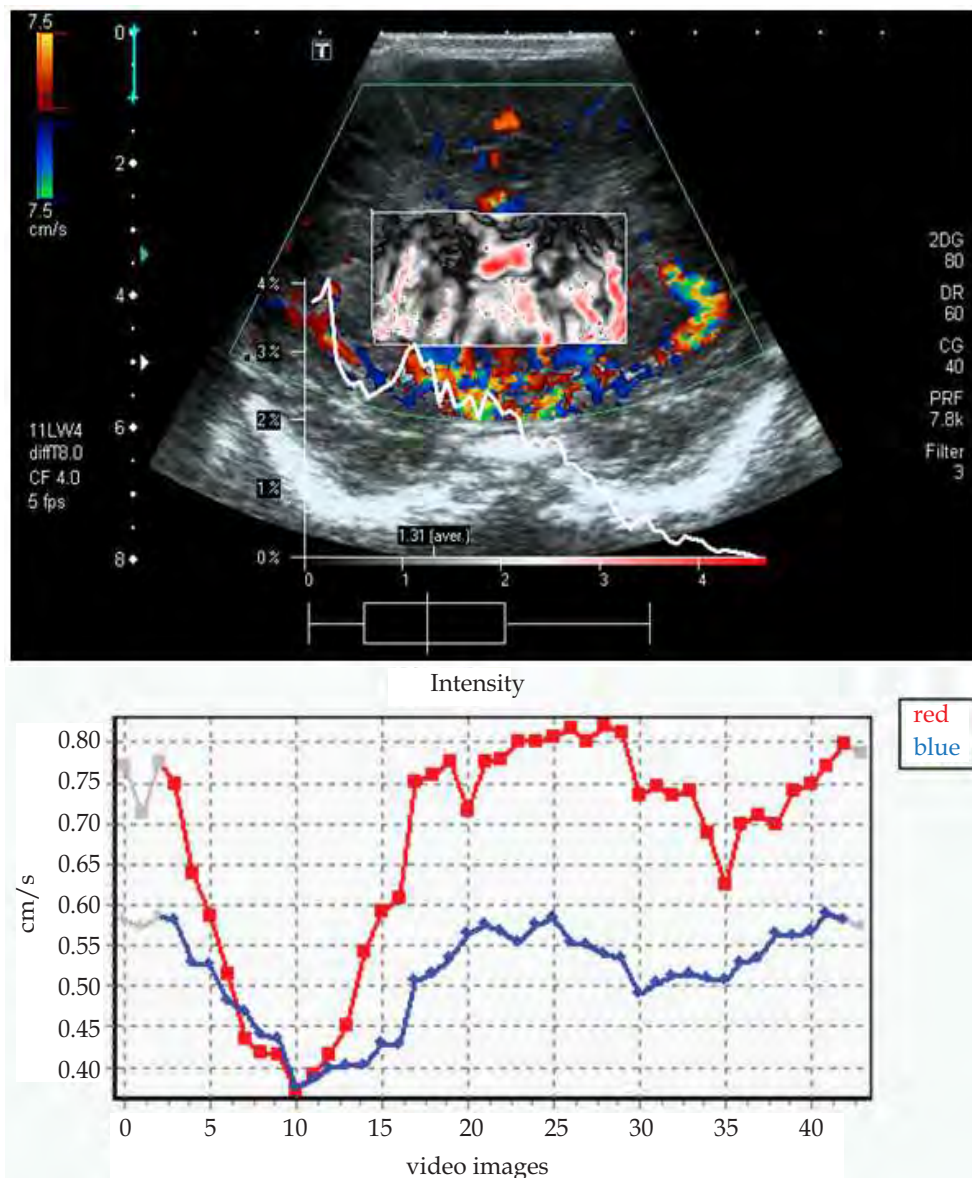 7.5
7.5
cm/s
T
0
2
4
6
8
11LW4
diffT8.0
CF 4.0
5 fps
2DG
80
DR
60
CG
40
PRF
7.8k
Filter
3
4%
3%
2%
1%
0%
1.31 (aver.)
0 1 2 3 4
Intensity
red
blue
cm/s
0.80
0.75
0.70
0.65
0.60
0.55
0.50
0.45
0.40
0 5 10 15 20 25 30 35 40
video images